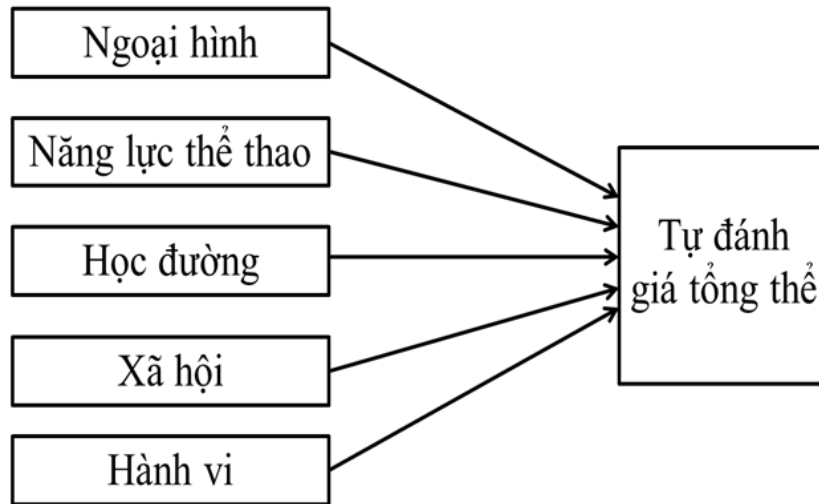 Ngoại hình
Năng lực thể thao
Học đường
Xã hội
Hành vi
Tự đánh
giá tổng thể